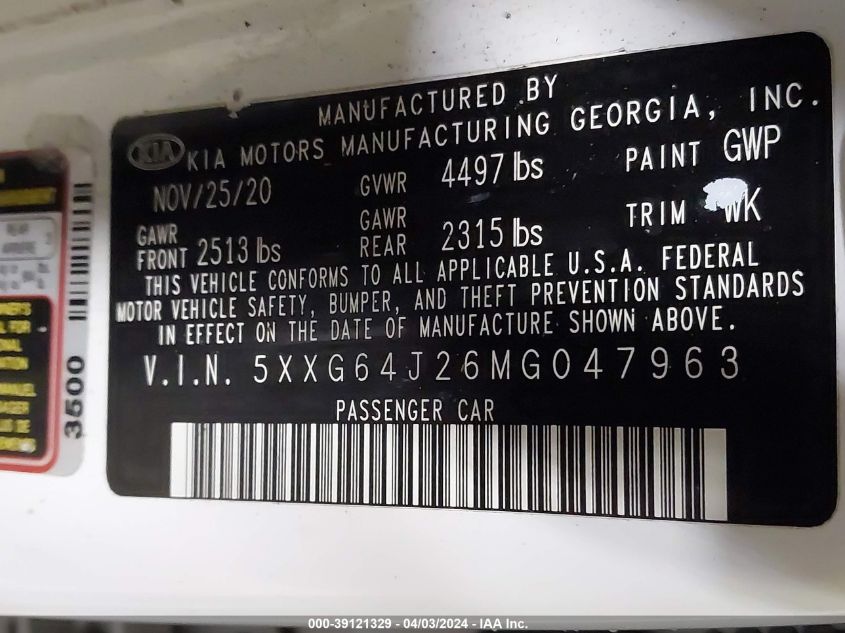 MANUFACTURED BY
KIA KIA MOTORS MANUFACTURING GEORGIA, INC.
NOV/25/20 GVWR 4497 lbs PAINT GWP
GAWR FRONT 2513 lbs GAWR REAR 2315 lbs TRIM WK
THIS VEHICLE CONFORMS TO ALL APPLICABLE U.S.A. FEDERAL
MOTOR VEHICLE SAFETY, BUMPER, AND THEFT PREVENTION STANDARDS
IN EFFECT ON THE DATE OF MANUFACTURE SHOWN ABOVE.
V.I.N. 5XXG64J26MG047963
PASSENGER CAR
3500
000-39121329 - 04/03/2024 - IAA Inc.